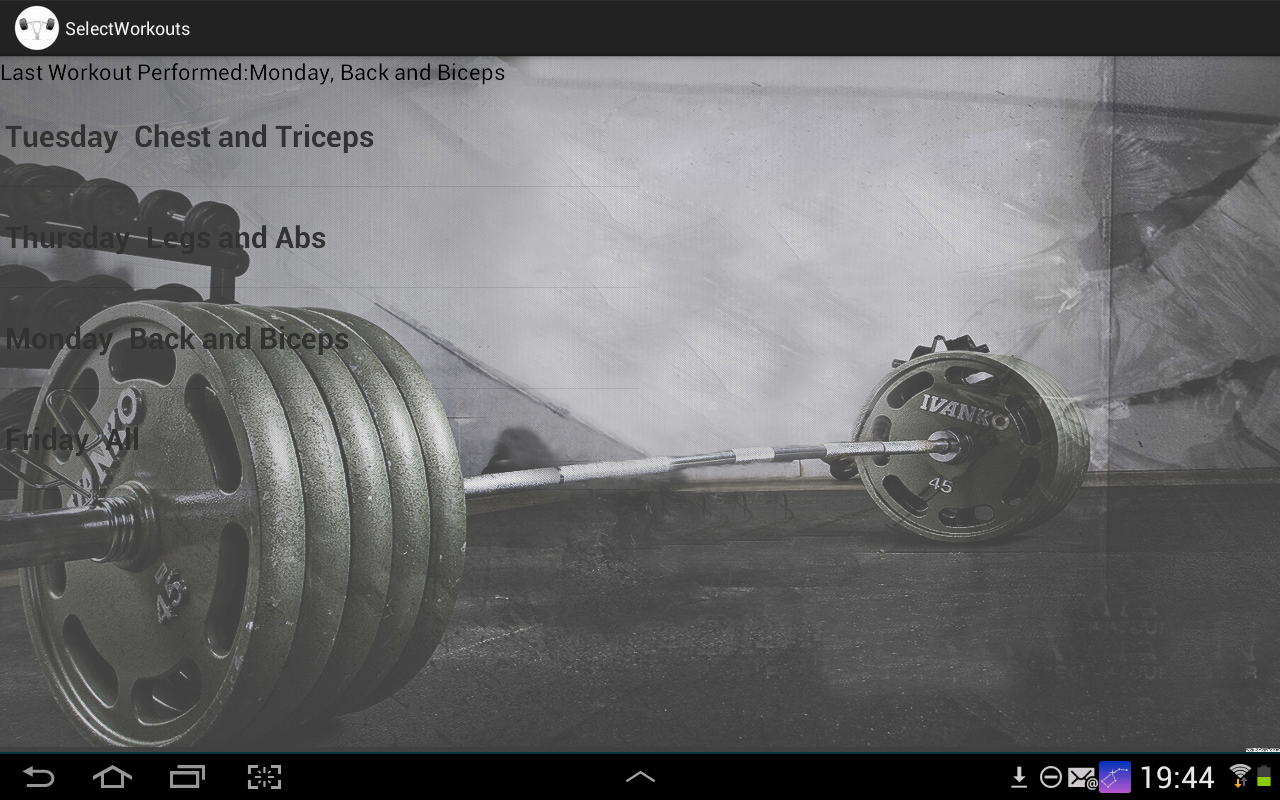 SelectWorkouts
Last Workout Performed:Monday, Back and Biceps
Tuesday Chest and Triceps
Thursday Legs and Abs
Monday Back and Biceps
Friday All
IVANKO
45
45
19:44